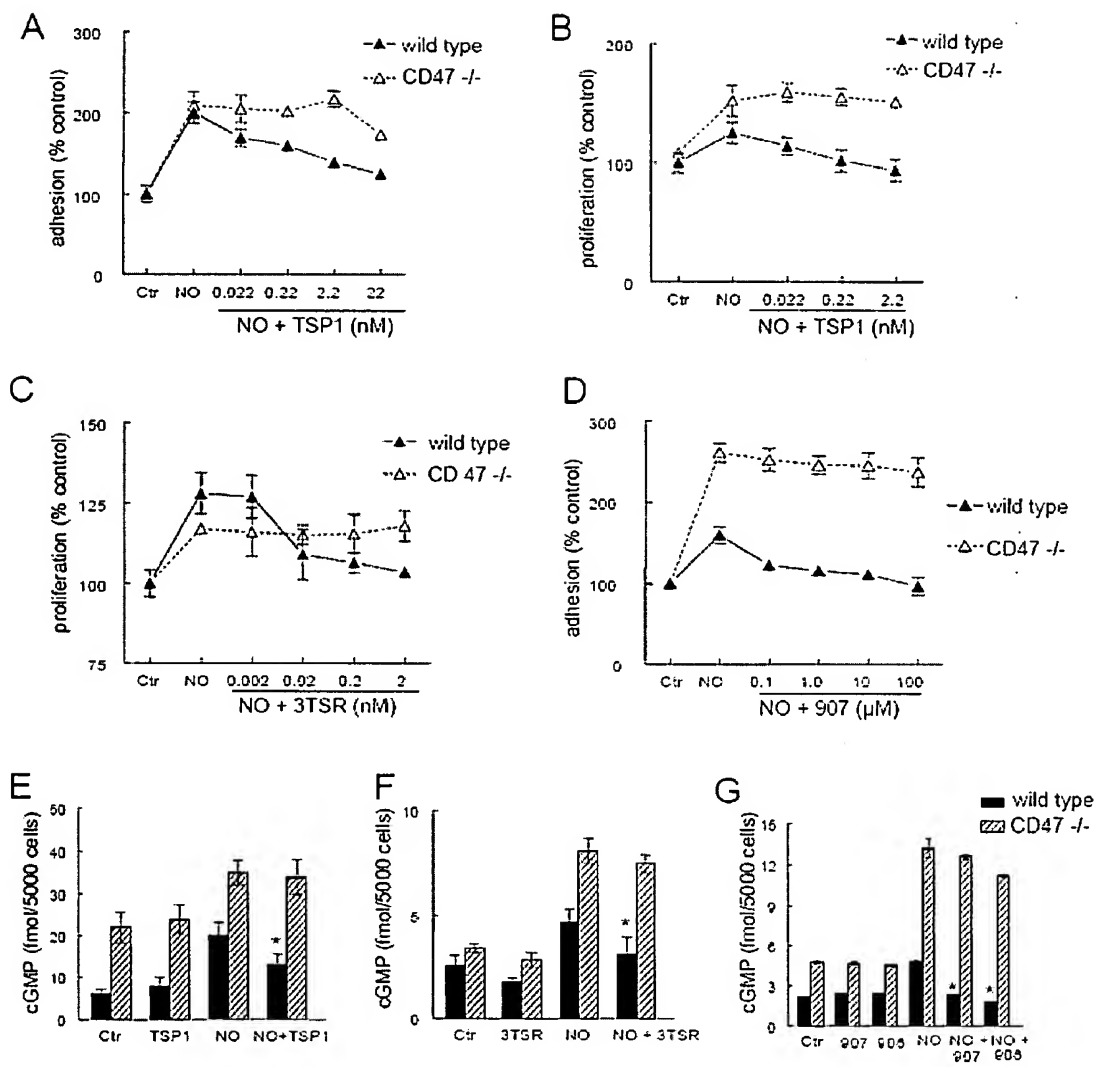 A
adhesion (% control)
300
200
100
0
wild type
CD47 -/-
Ctr NO 0.022 0.22 2.2 22
NO + TSP1 (nM)
B
proliferation (% control)
200
100
0
wild type
CD47 -/-
Ctr NO 0.022 0.22 2.2
NO + TSP1 (nM)
C
proliferation (% control)
150
125
100
75
wild type
CD 47 -/-
Ctr NO 0.002 0.02 0.2 2
NO + 3TSR (nM)
D
adhesion (% control)
300
200
100
0
wild type
CD47 -/-
Ctr NO 0.1 1.0 10 100
NO + 907 (µM)
E
cGMP (fmol/5000 cells)
50
40
30
20
10
0
*
Ctr TSP1 NO NO+TSP1
F
cGMP (fmol/5000 cells)
10
5
0
*
Ctr 3TSR NO NO + 3TSR
G
wild type
CD47 -/-
cGMP (fmol/5000 cells)
15
12
9
6
3
0
* *
Ctr 907 906 NO NO + 907 NO + 906